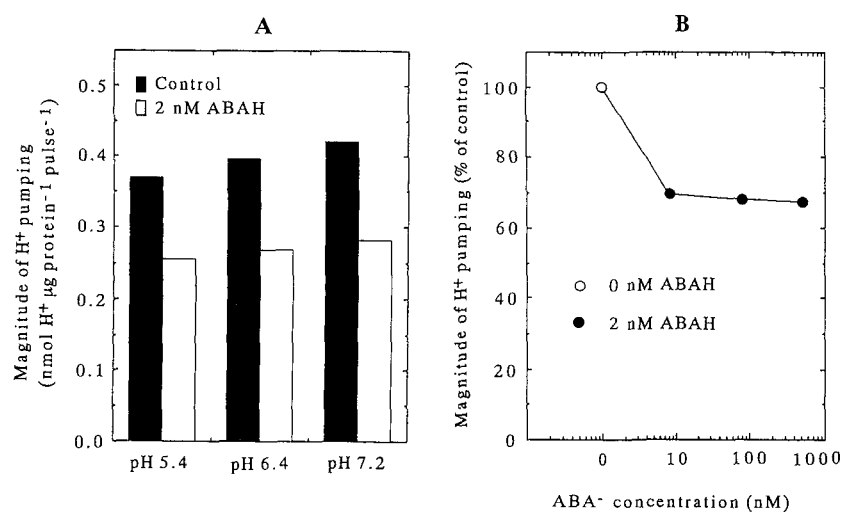 A
Magnitude of H+ pumping
(nmol H+ µg protein-1 pulse-1)
0.5
0.4
0.3
0.2
0.1
0.0
Control
2 nM ABAH
pH 5.4
pH 6.4
pH 7.2
B
Magnitude of H+ pumping (% of control)
100
80
60
40
20
0
0 nM ABAH
2 nM ABAH
0
10
100
1000
ABA- concentration (nM)